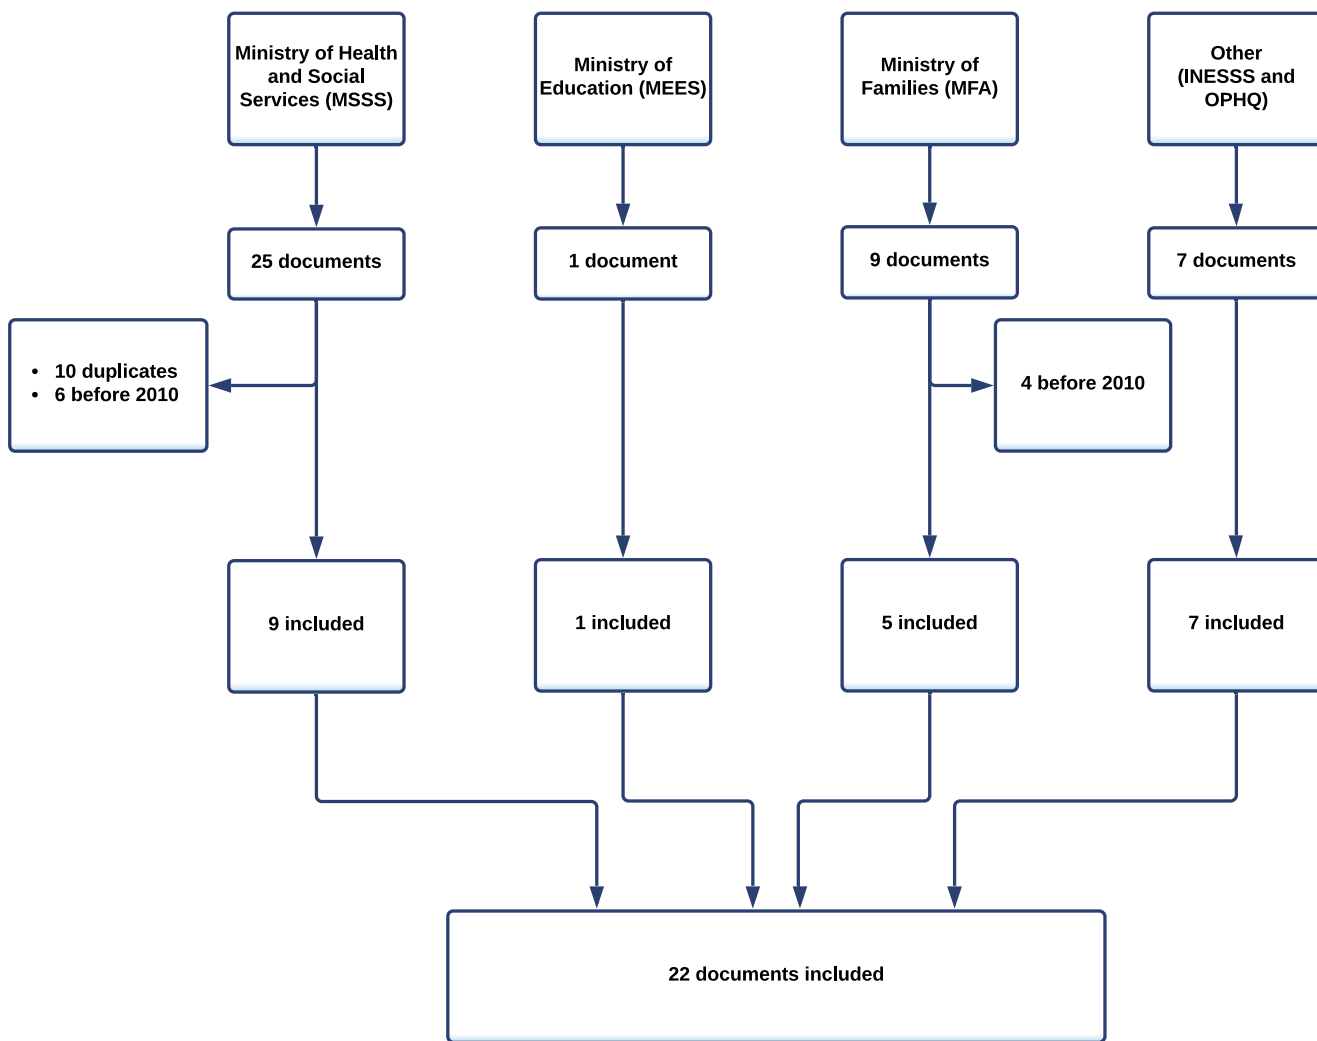 Ministry of Health
and Social
Services (MSSS)
Ministry of
Education (MEES)
Ministry of
Families (MFA)
Other
(INESSS and
OPHQ)
25 documents
1 document
9 documents
7 documents
• 10 duplicates
• 6 before 2010
4 before 2010
9 included
1 included
5 included
7 included
22 documents included